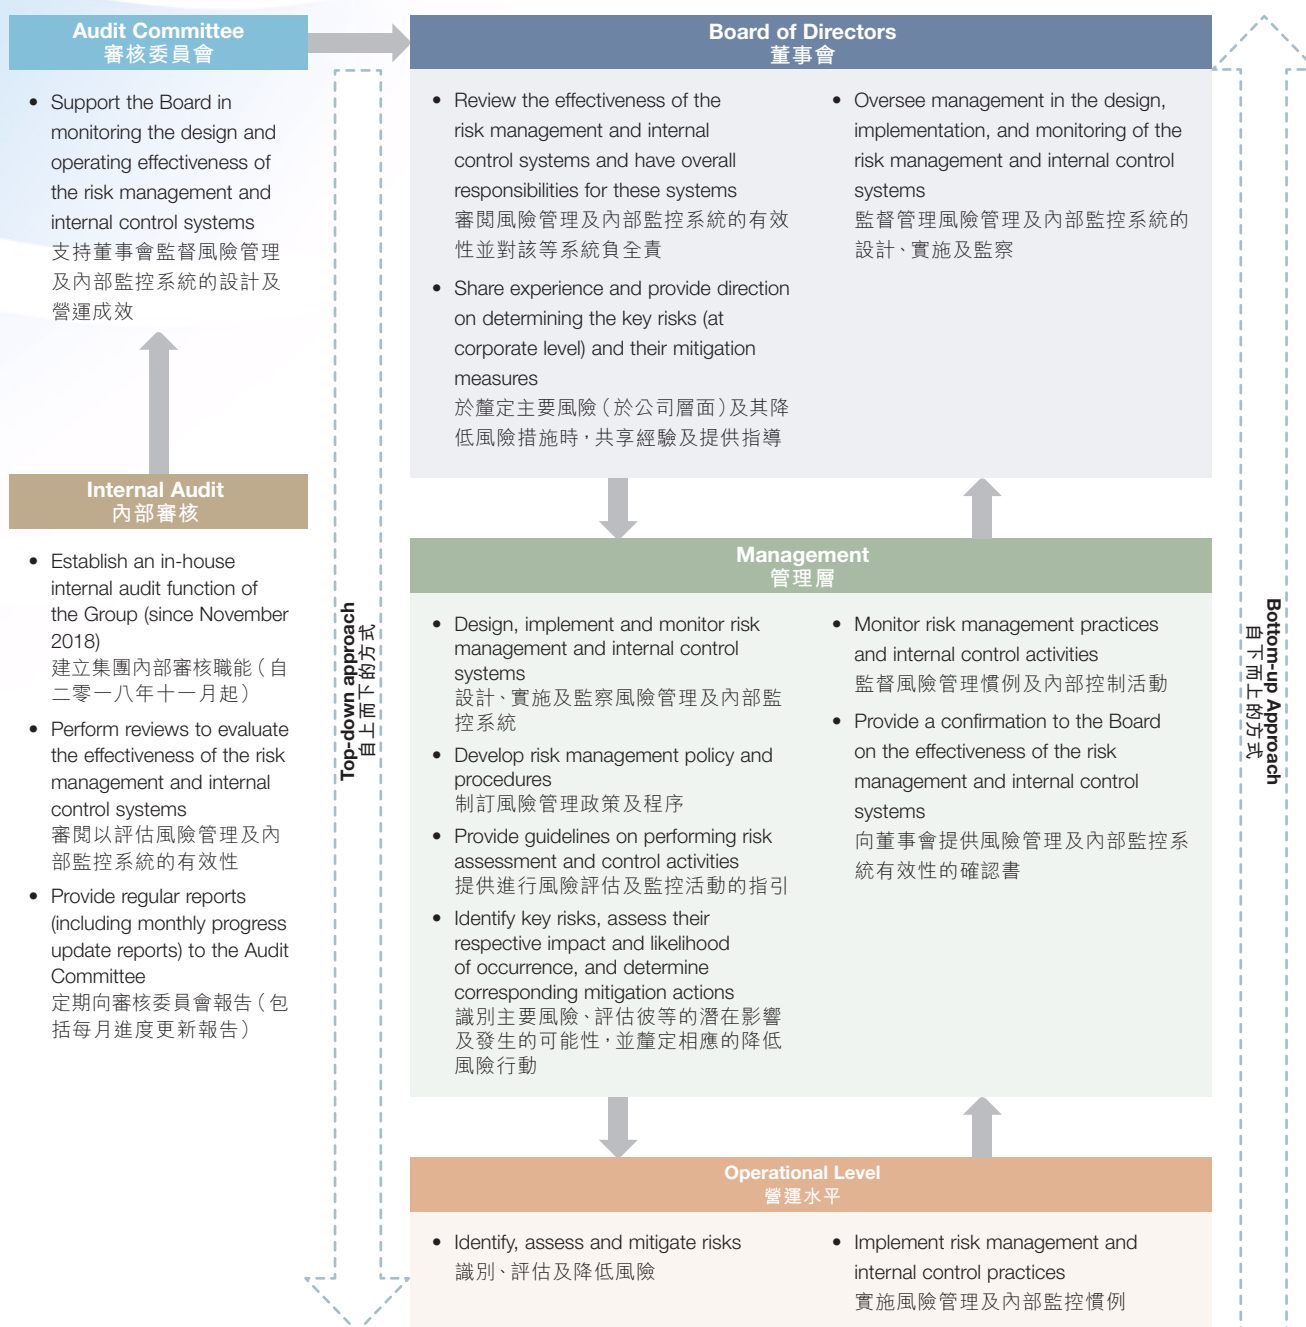 Audit Committee
審核委員會
• Support the Board in
monitoring the design and
operating effectiveness of
the risk management and
internal control systems
支持董事會監督風險管理
及內部監控系統的設計及
營運成效
Internal Audit
內部審核
• Establish an in-house
internal audit function of
the Group (since November
2018)
建立集團內部審核職能（自
二零一八年十一月起）
• Perform reviews to evaluate
the effectiveness of the risk
management and internal
control systems
審閱以評估風險管理及內
部監控系統的有效性
• Provide regular reports
(including monthly progress
update reports) to the Audit
Committee
定期向審核委員會報告（包
括每月進度更新報告）
Top-down approach
自上而下的方式
Board of Directors
董事會
• Review the effectiveness of the
risk management and internal
control systems and have overall
responsibilities for these systems
審閱風險管理及內部監控系統的有效
性並對該等系統負全責
• Share experience and provide direction
on determining the key risks (at
corporate level) and their mitigation
measures
於釐定主要風險（於公司層面）及其降
低風險措施時，共享經驗及提供指導
• Oversee management in the design,
implementation, and monitoring of the
risk management and internal control
systems
監督管理風險管理及內部監控系統的
設計、實施及監察
Management
管理層
• Design, implement and monitor risk
management and internal control
systems
設計、實施及監察風險管理及內部監
控系統
• Develop risk management policy and
procedures
制訂風險管理政策及程序
• Provide guidelines on performing risk
assessment and control activities
提供進行風險評估及監控活動的指引
• Identify key risks, assess their
respective impact and likelihood
of occurrence, and determine
corresponding mitigation actions
識別主要風險、評估彼等的潛在影響
及發生的可能性，並釐定相應的降低
風險行動
• Monitor risk management practices
and internal control activities
監督風險管理慣例及內部控制活動
• Provide a confirmation to the Board
on the effectiveness of the risk
management and internal control
systems
向董事會提供風險管理及內部監控系
統有效性的確認書
Operational Level
營運水平
• Identify, assess and mitigate risks
識別、評估及降低風險
• Implement risk management and
internal control practices
實施風險管理及內部監控慣例
Bottom-up Approach
自下而上的方式